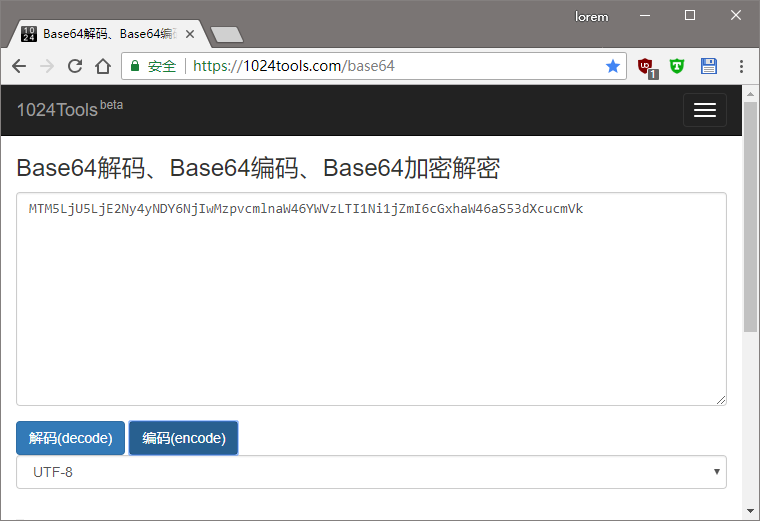 lorem
10
24
Base64解码、Base64编码
安全 https://1024tools.com/base64
1
1024Tools beta
Base64解码、Base64编码、Base64加密解密
MTM5LjU5LjE2Ny4yNDY6NjIwMzpvcmlnaW46YWVzLTI1Ni1jZmI6cGxhaW46aS53dXcucmVk
解码(decode) 编码(encode)
UTF-8